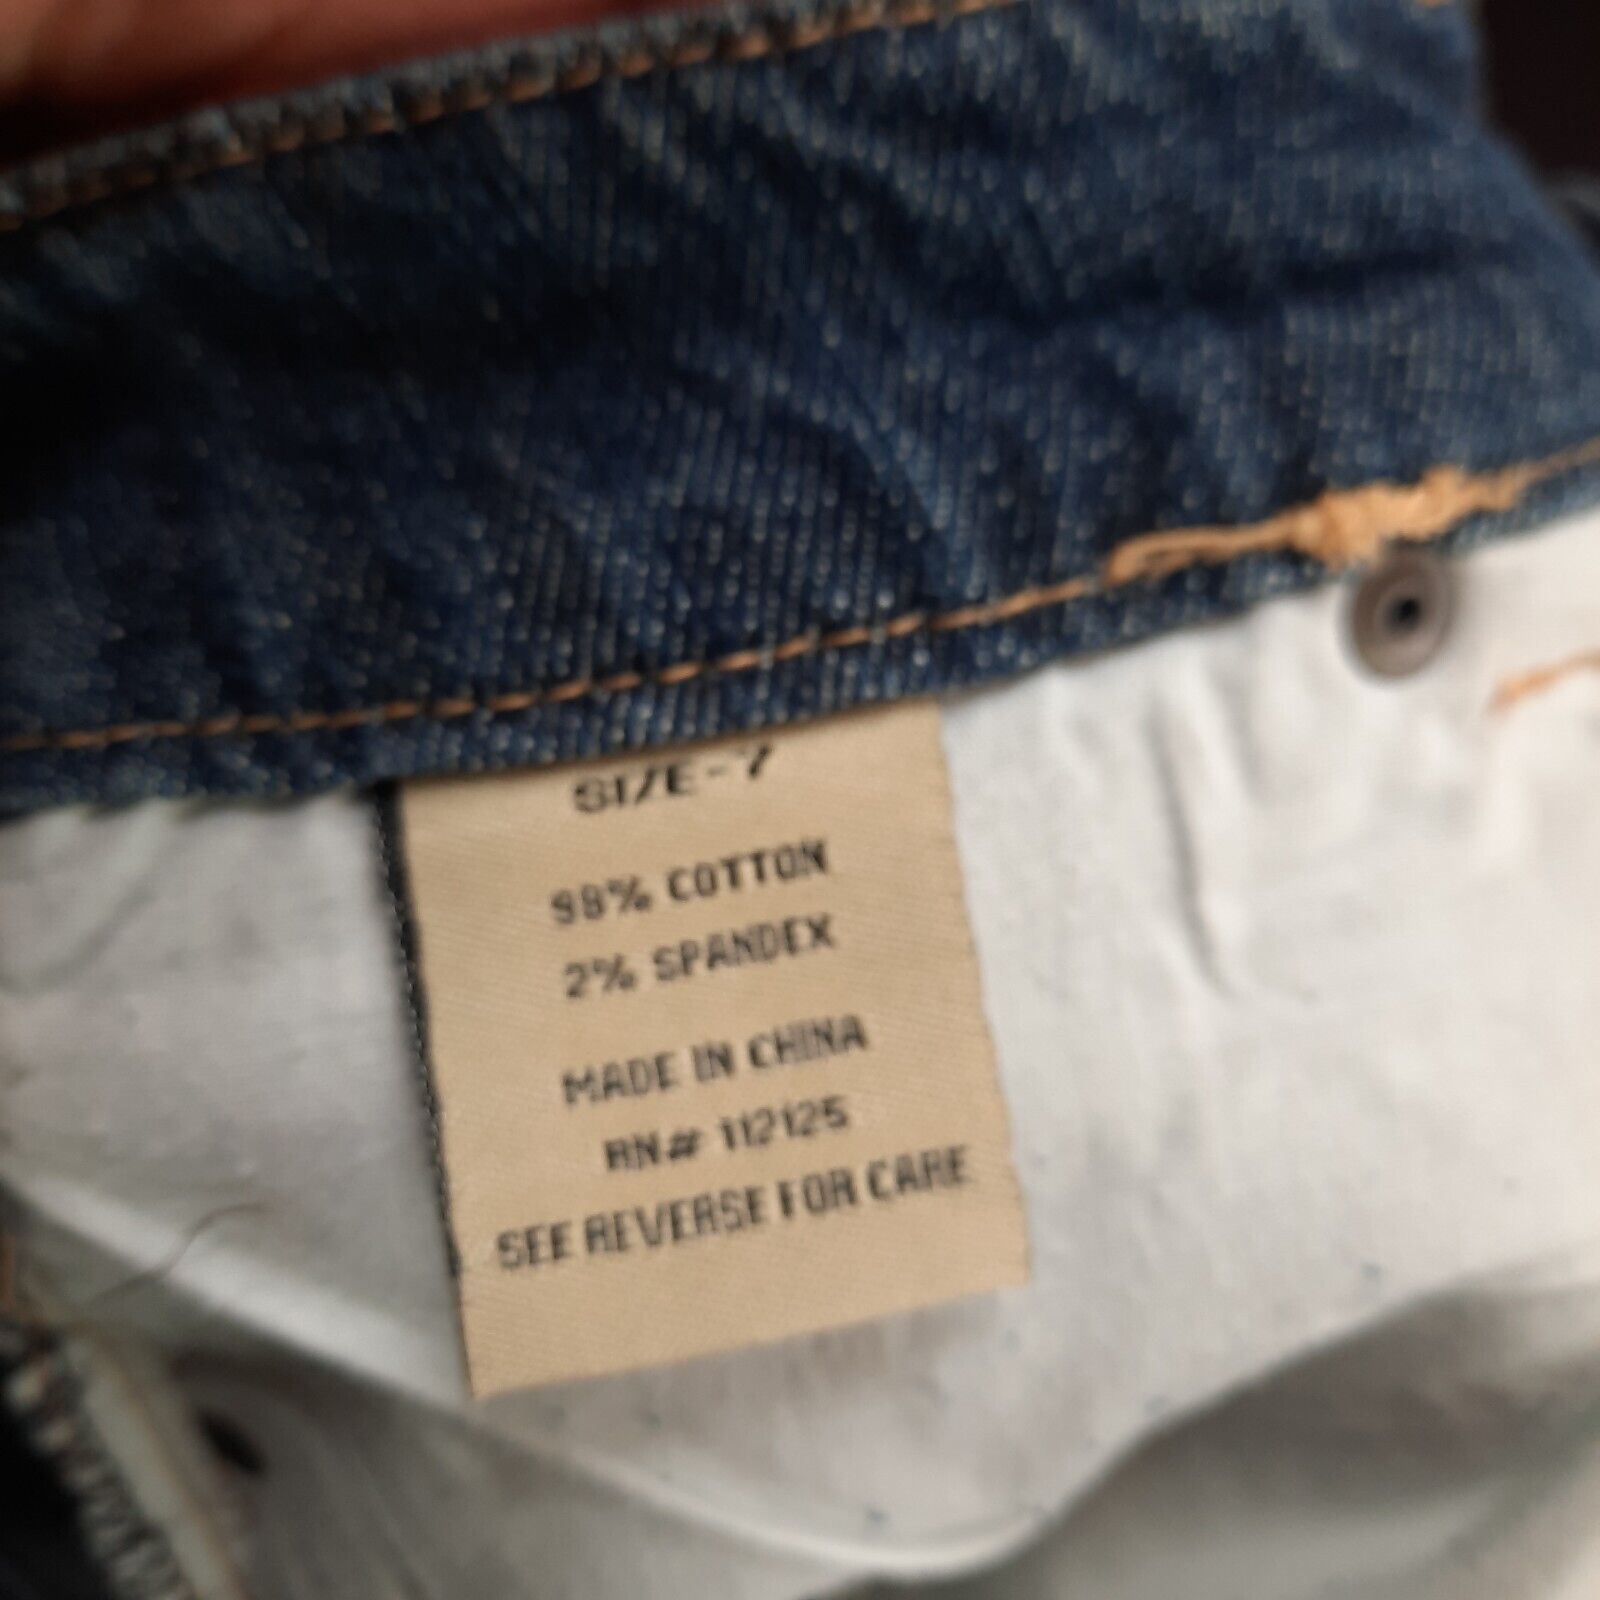 SIZE-7
98% COTTON
2% SPANDEX
MADE IN CHINA
RN# 112125
SEE REVERSE FOR CARE